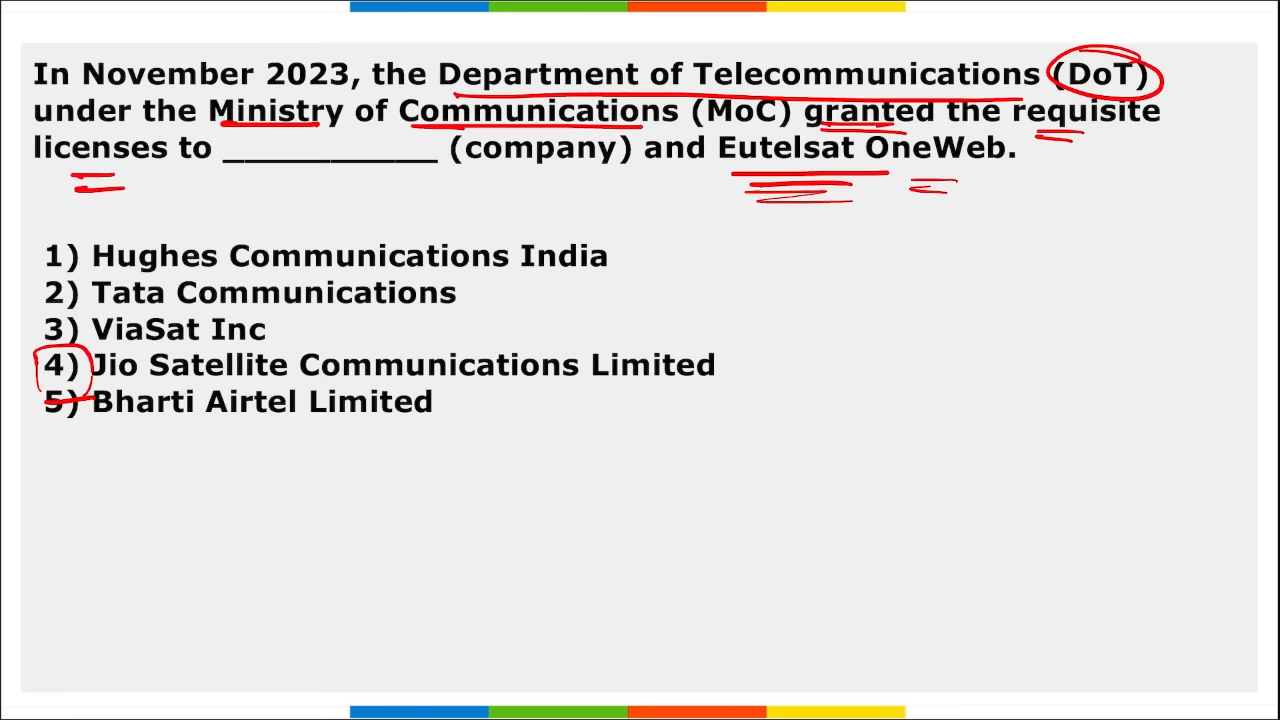 In November 2023, the Department of Telecommunications (DoT)
under the Ministry of Communications (MoC) granted the requisite
licenses to ____________ (company) and Eutelsat OneWeb.
1) Hughes Communications India
2) Tata Communications
3) ViaSat Inc
4) Jio Satellite Communications Limited
5) Bharti Airtel Limited